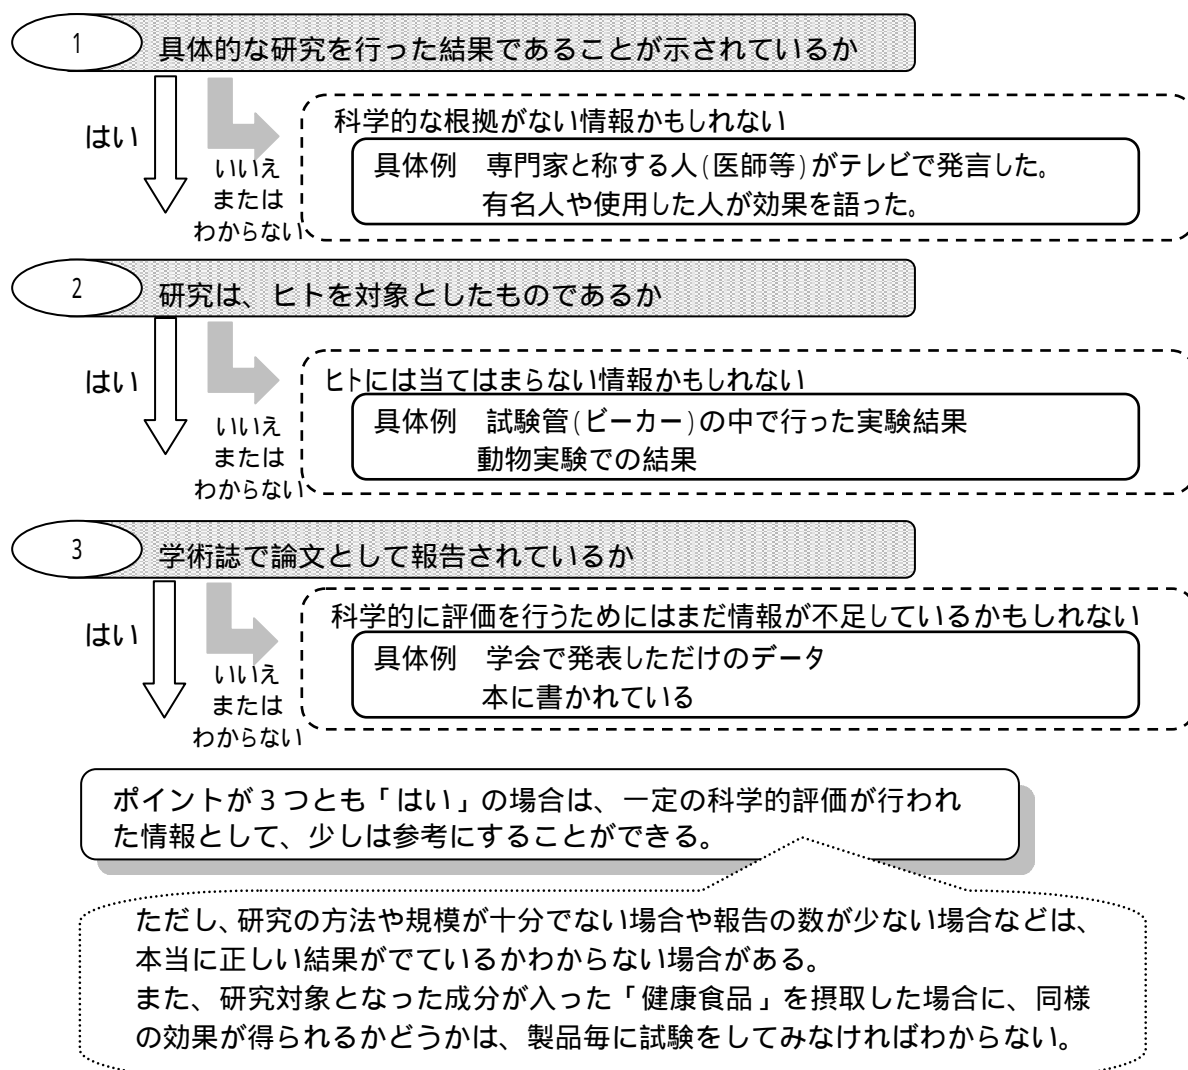 1
具体的な研究を行った結果であることが示されているか
はい
いいえ
または
わからない
科学的な根拠がない情報かもしれない
具体例 専門家と称する人(医師等)がテレビで発言した。
有名人や使用した人が効果を語った。
2
研究は、ヒトを対象としたものであるか
はい
いいえ
または
わからない
ヒトには当てはまらない情報かもしれない
具体例 試験管(ビーカー)の中で行った実験結果
動物実験での結果
3
学術誌で論文として報告されているか
はい
いいえ
または
わからない
科学的に評価を行うためにはまだ情報が不足しているかもしれない
具体例 学会で発表しただけのデータ
本に書かれている
ポイントが3つとも「はい」の場合は、一定の科学的評価が行われ
た情報として、少しは参考にすることができる。
ただし、研究の方法や規模が十分でない場合や報告の数が少ない場合などは、
本当に正しい結果がでているかわからない場合がある。
また、研究対象となった成分が入った「健康食品」を摂取した場合に、同様
の効果が得られるかどうかは、製品毎に試験をしてみなければわからない。